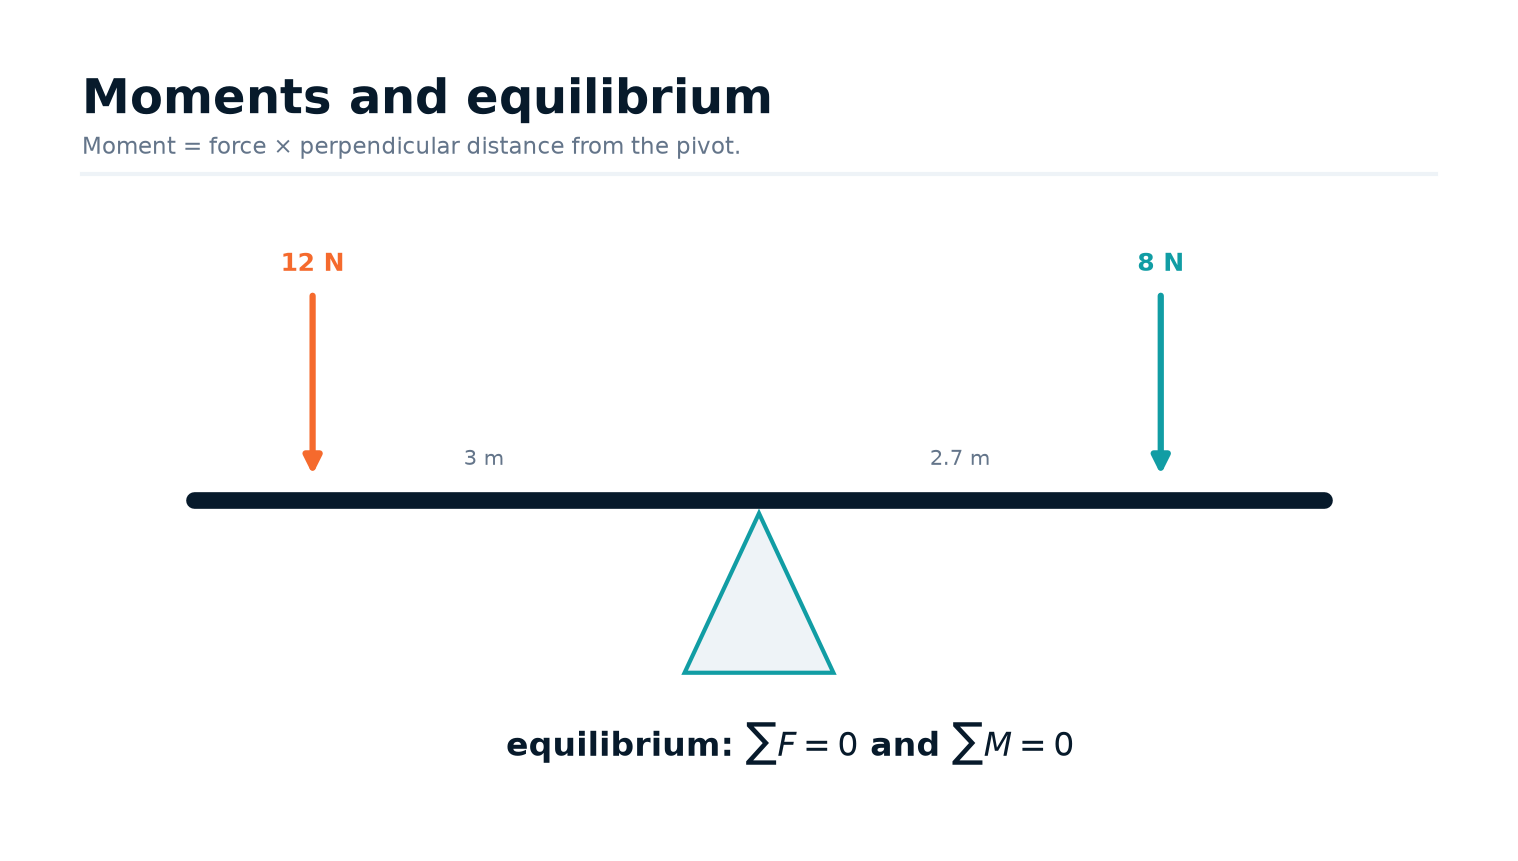 Moments and equilibrium
Moment = force × perpendicular distance from the pivot.
12 N
8 N
3 m
2.7 m
equilibrium: ∑F = 0 and ∑M = 0